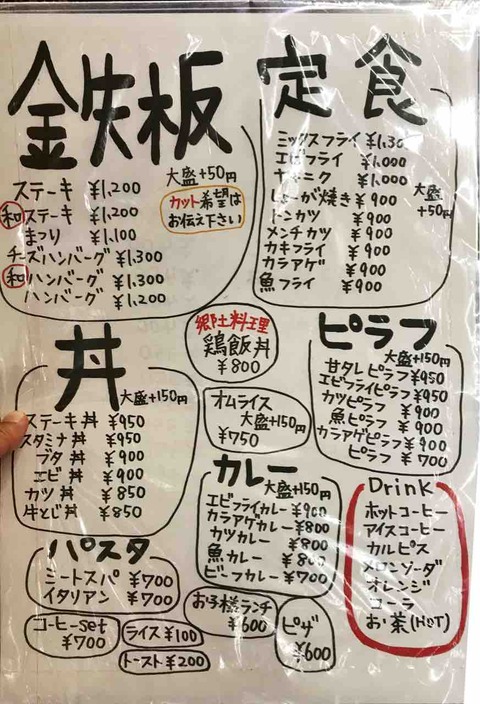 鉄板
ステーキ ¥1,200
和ステーキ ¥1,200
まつり ¥1,100
チーズハンバーグ ¥1,300
和ハンバーグ ¥1,300
ハンバーグ ¥1,200
大盛+50円
カット希望は
お伝え下さい
定食
ミックスフライ ¥1,30
エビフライ ¥1,000
ヤキニク ¥1,000
しょーが焼き ¥900
トンカツ ¥900
メンチカツ ¥900
カキフライ ¥900
カラアゲ ¥900
魚フライ ¥900
大盛
+50円
郷土料理
鶏飯丼
¥800
丼
大盛+150円
ステーキ丼 ¥950
スタミナ丼 ¥950
ブタ丼 ¥900
エビ丼 ¥900
カツ丼 ¥850
牛とじ丼 ¥850
オムライス
大盛+150円
¥750
ピラフ
大盛+150円
甘タレピラフ ¥950
エビフライピラフ ¥950
カツピラフ ¥900
魚ピラフ ¥900
カラアゲピラフ ¥900
ピラフ ¥700
カレー
大盛+150円
エビフライカレー ¥900
カラアゲカレー ¥800
カツカレー ¥800
魚カレー ¥800
ビーフカレー ¥700
Drink
ホットコーヒー
アイスコーヒー
カルピス
メロンソーダ
オレンジ
コーラ
お茶(HOT)
パスタ
ミートスパ ¥700
イタリアン ¥700
お子様ランチ
¥600
ピザ
¥600
コーヒーset
¥700
ライス ¥100
トースト ¥200